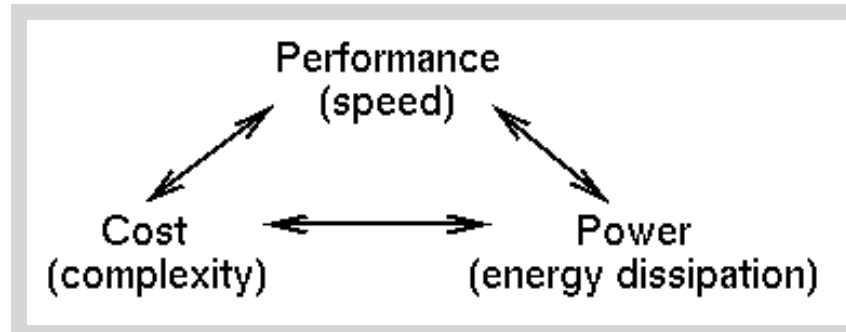 Performance
(speed)
Cost
(complexity)
Power
(energy dissipation)